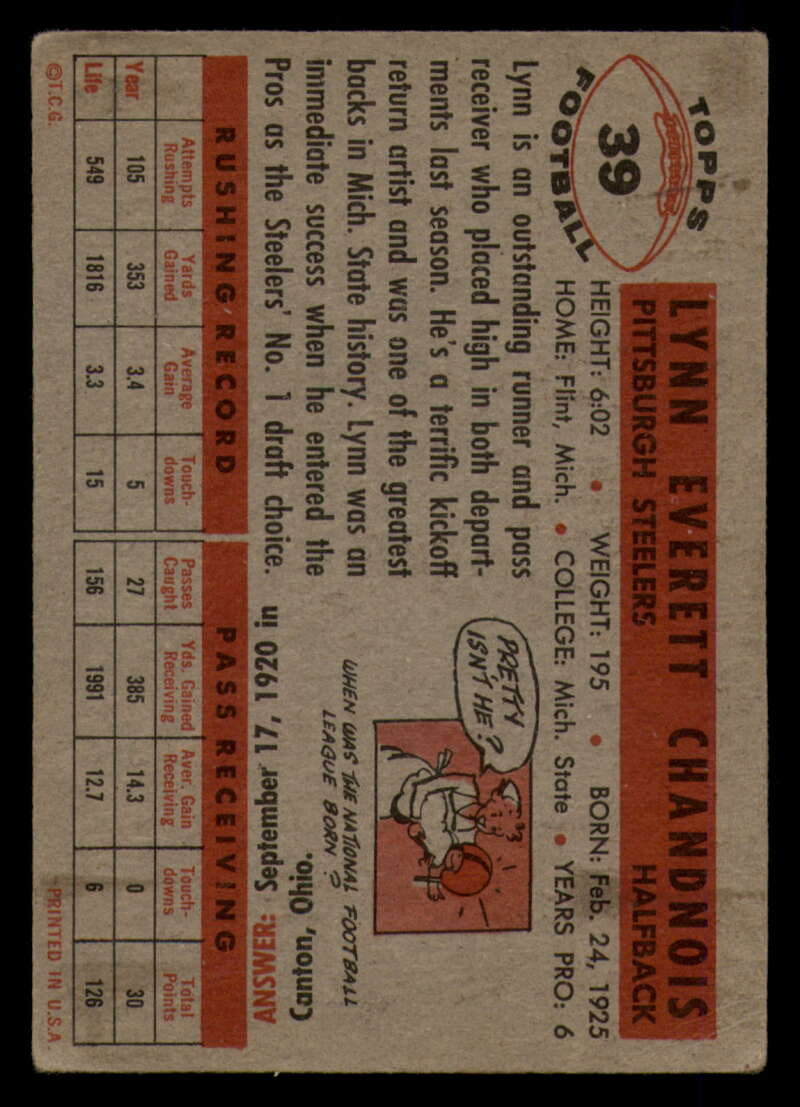 TOPPS
39
FOOTBALL
LYNN EVERETT CHANDNOIS
PITTSBURGH STEELERS HALFBACK
HEIGHT: 6:02 • WEIGHT: 195 • BORN: Feb. 24, 1925
HOME: Flint, Mich. • COLLEGE: Mich. State • YEARS PRO: 6
Lynn is an outstanding runner and pass
receiver who placed high in both depart-
ments last season. He's a terrific kickoff
return artist and was one of the greatest
backs in Mich. State history. Lynn was an
immediate success when he entered the
Pros as the Steelers' No. 1 draft choice.
PRETTY
ISN'T HE?
WHEN WAS THE NATIONAL FOOTBALL
LEAGUE BORN?
ANSWER: September 17, 1920 in
Canton, Ohio.
RUSHING RECORD PASS RECEIVING
Attempts Rushing Yards Gained Average Gain Touch-downs Passes Caught Yds. Gained Receiving Aver. Gain Receiving Touch-downs Total Points
Year 105 353 3.4 5 27 385 14.3 0 30
Life 549 1816 3.3 15 156 1991 12.7 6 126
©T.C.G. PRINTED IN U.S.A.